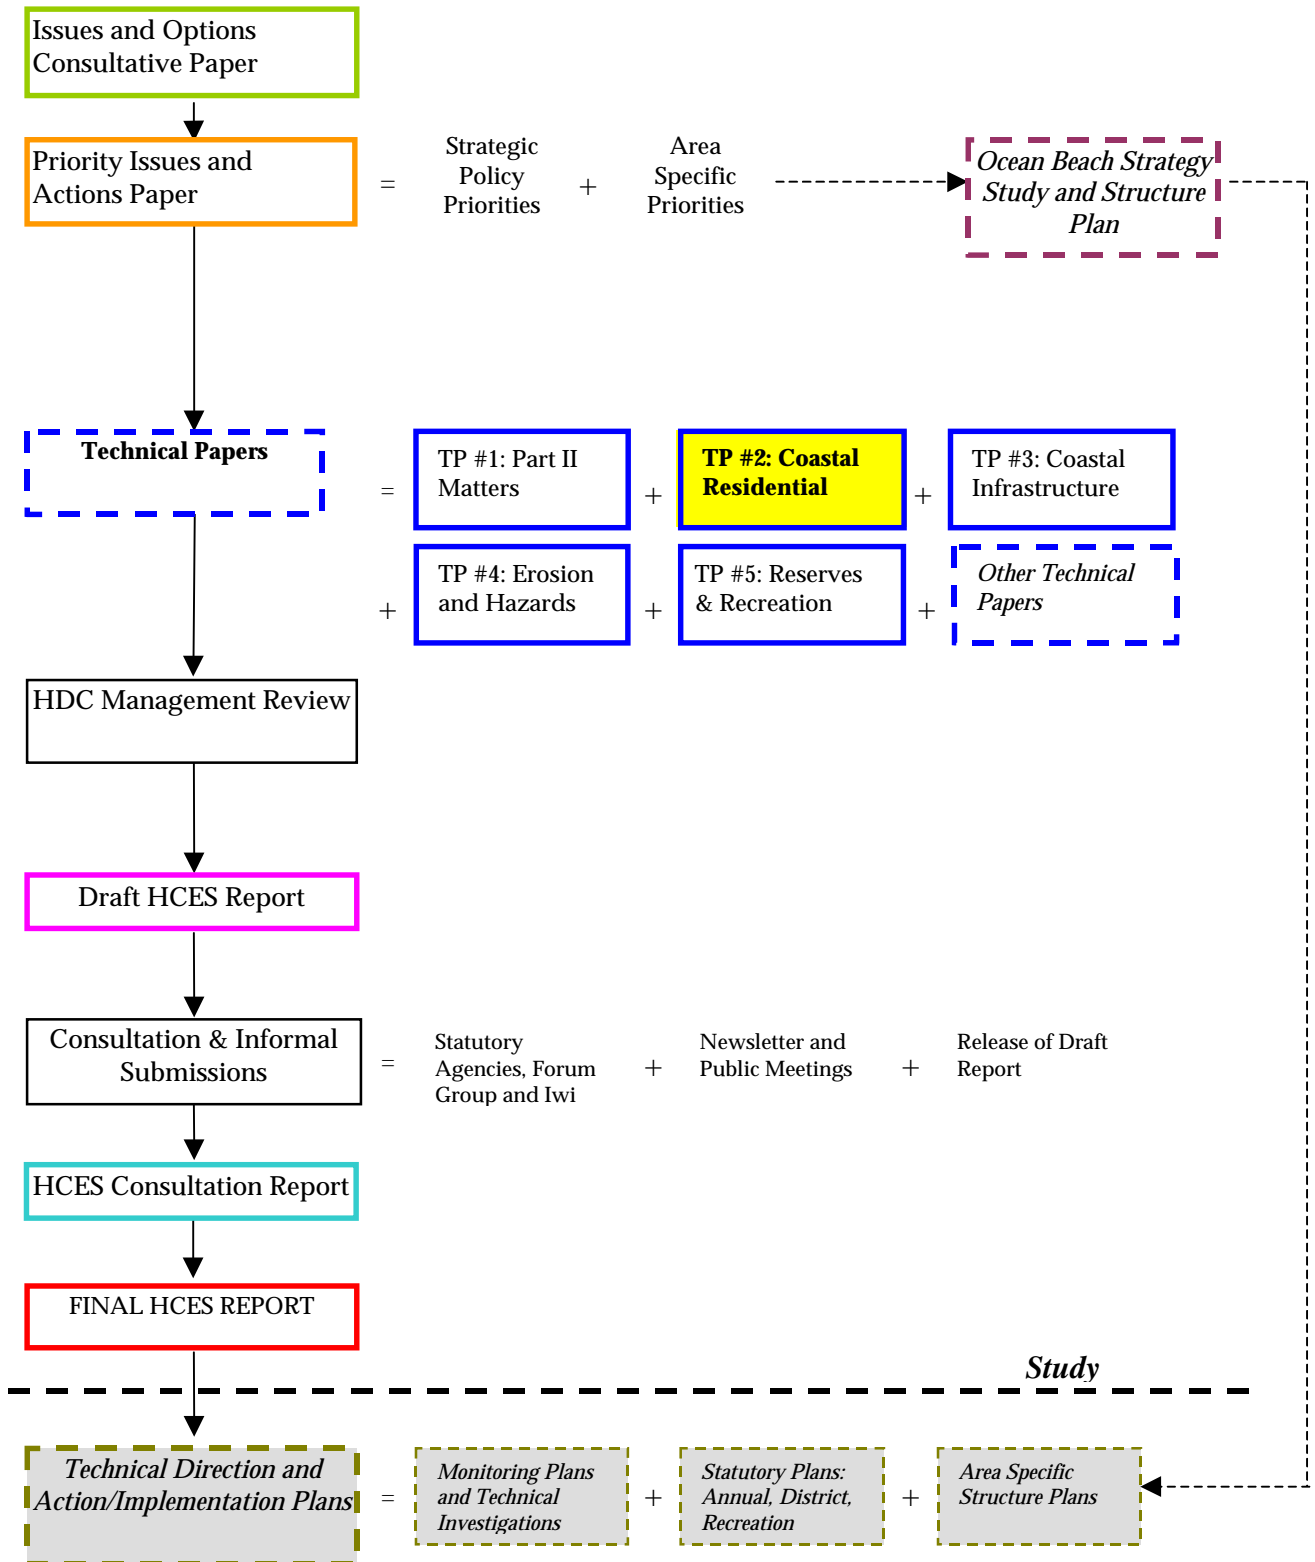 Issues and Options
Consultative Paper
Priority Issues and
Actions Paper
=
Strategic
Policy
Priorities
+
Area
Specific
Priorities
Ocean Beach Strategy
Study and Structure
Plan
Technical Papers
=
TP #1: Part II
Matters
+
TP #2: Coastal
Residential
+
TP #3: Coastal
Infrastructure
+
TP #4: Erosion
and Hazards
+
TP #5: Reserves
& Recreation
+
Other Technical
Papers
HDC Management Review
Draft HCES Report
Consultation & Informal
Submissions
=
Statutory
Agencies, Forum
Group and Iwi
+
Newsletter and
Public Meetings
+
Release of Draft
Report
HCES Consultation Report
FINAL HCES REPORT
Study
Technical Direction and
Action/Implementation Plans
=
Monitoring Plans
and Technical
Investigations
+
Statutory Plans:
Annual, District,
Recreation
+
Area Specific
Structure Plans